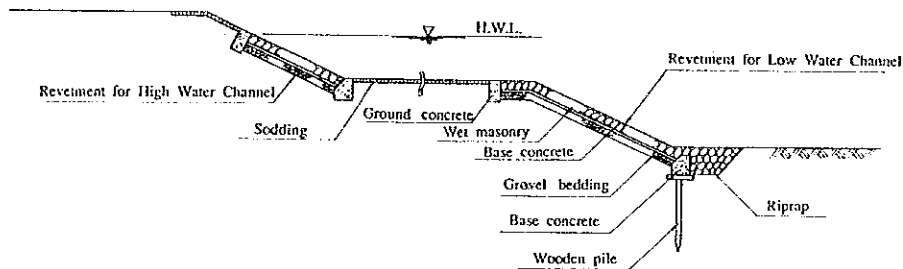 H.W.L.
Revetment for Low Water Channel
Revetment for High Water Channel
Ground concrete
Sodding
Wet masonry
Base concrete
Gravel bedding
Base concrete
Riprap
Wooden pile